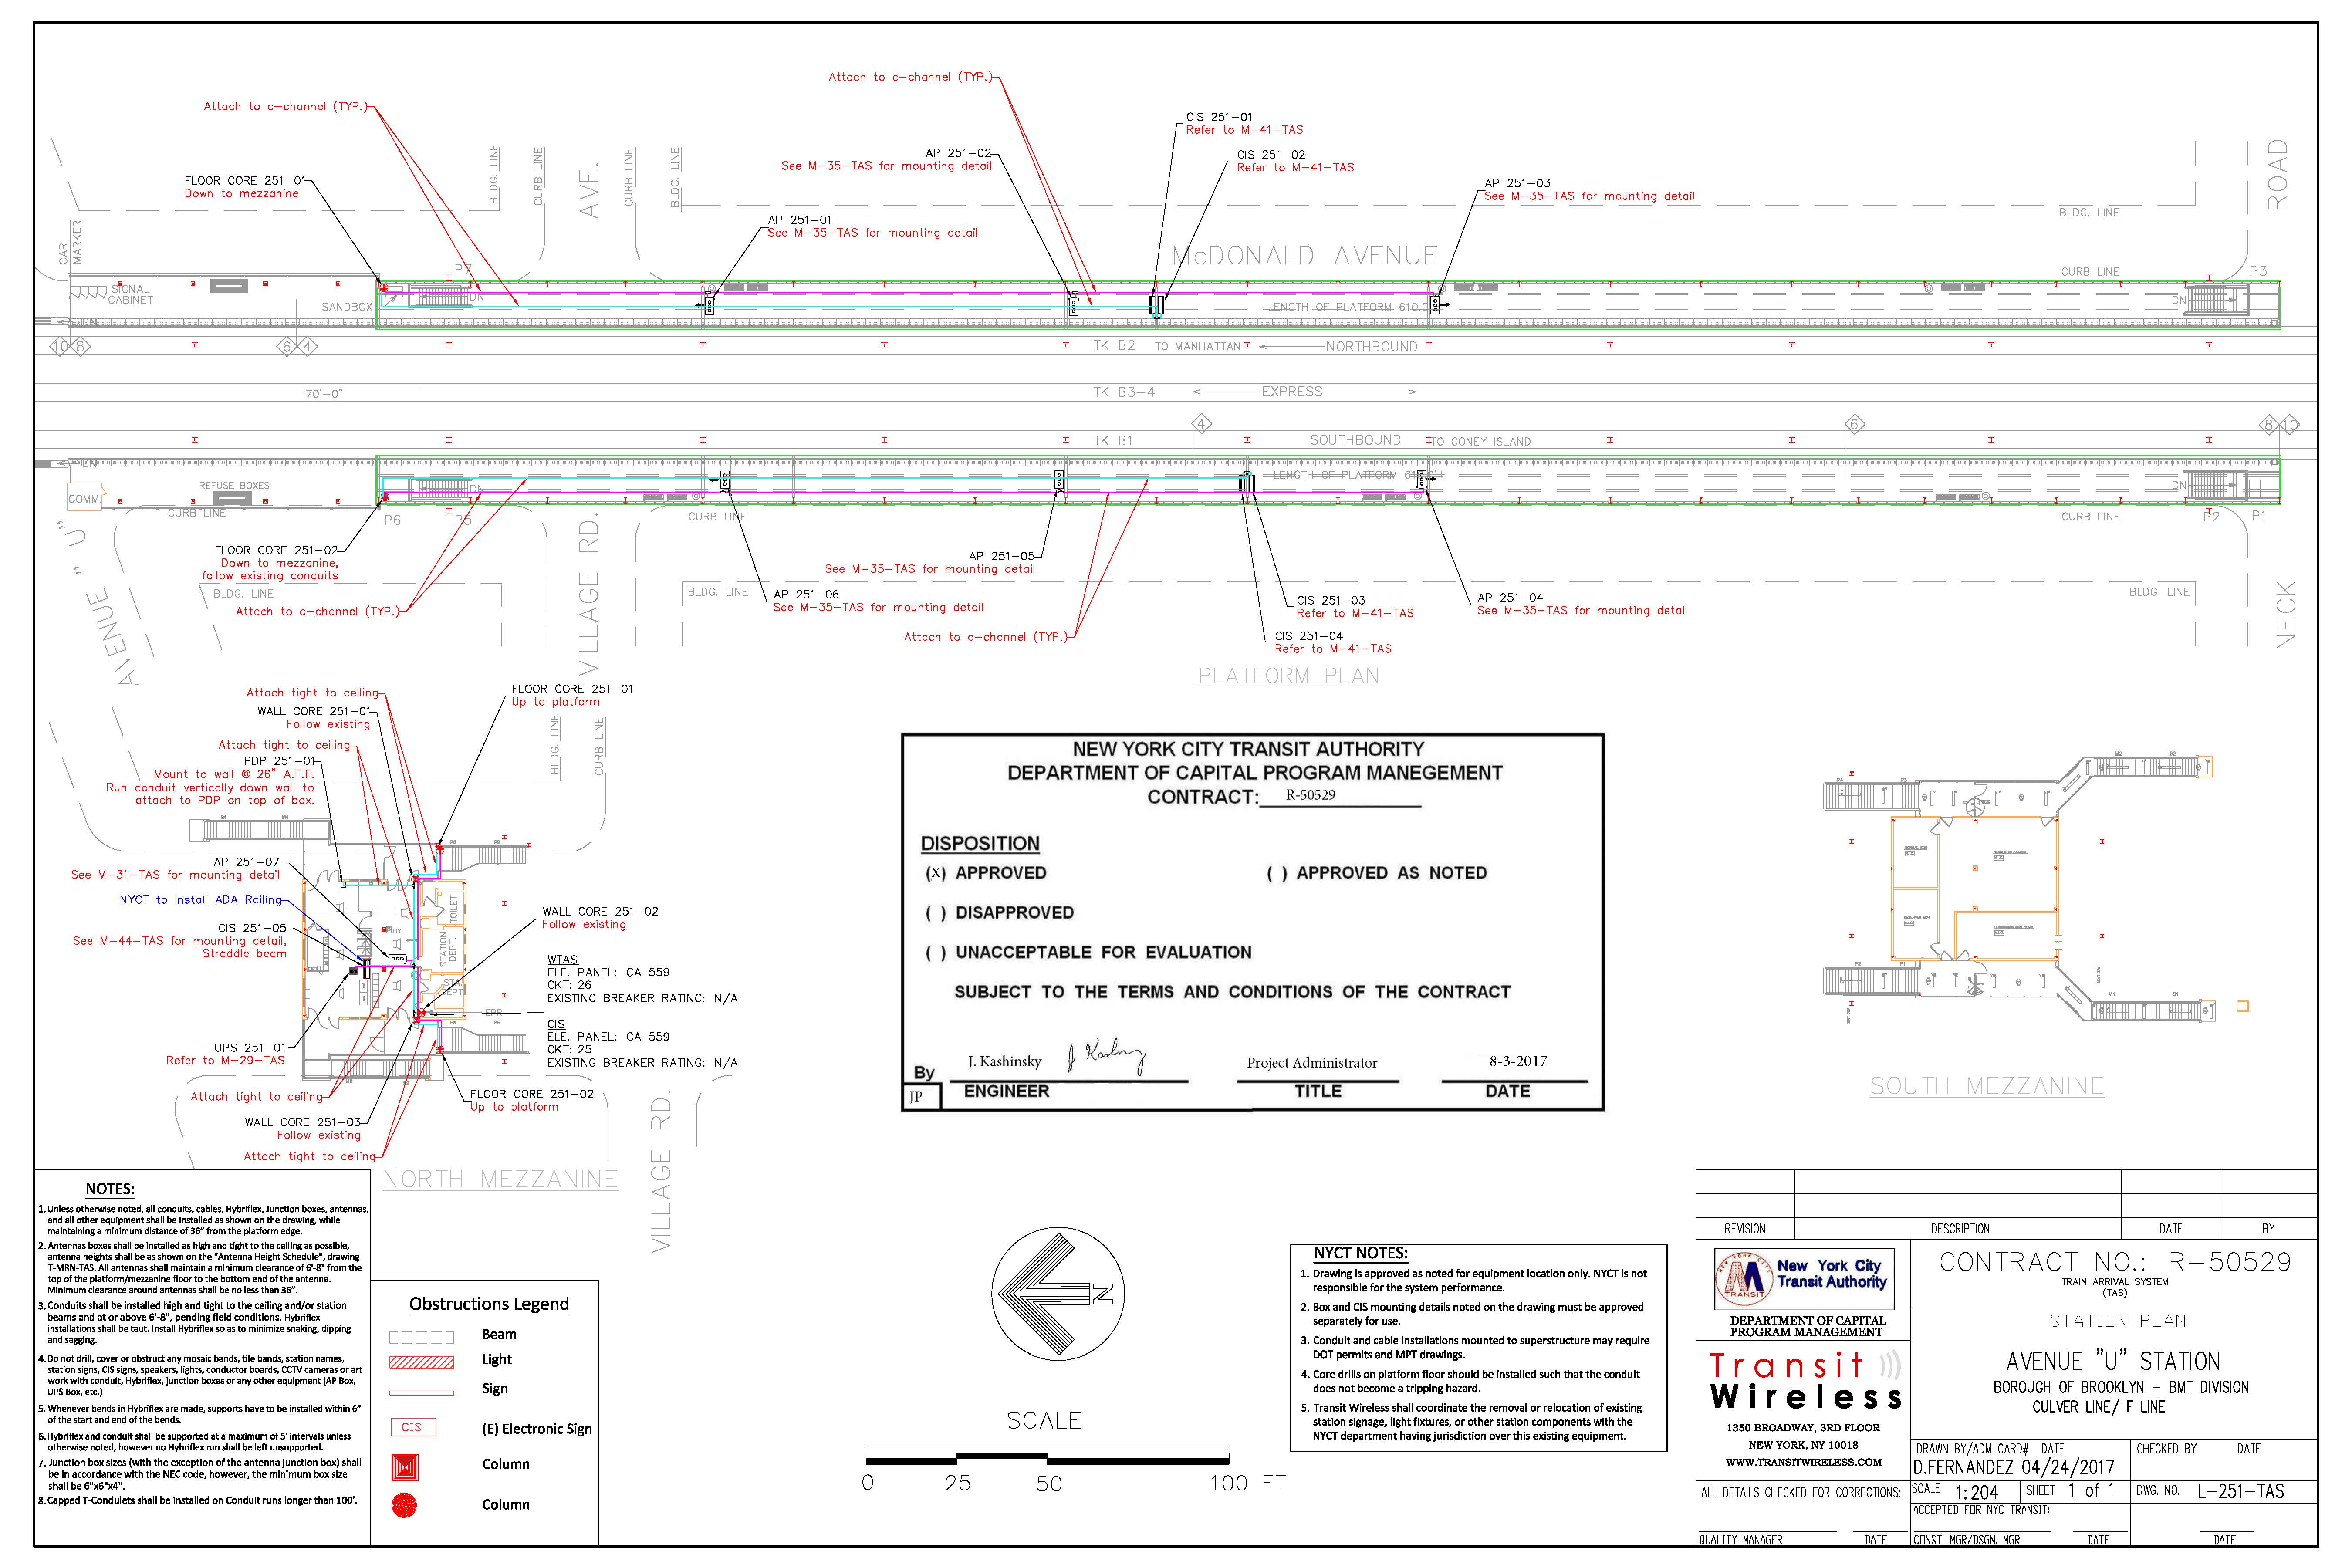 Attach to c-channel (TYP.)
Attach to c-channel (TYP.)
CIS 251-01
Refer to M-41-TAS
AP 251-02
See M-35-TAS for mounting detail
CIS 251-02
Refer to M-41-TAS
FLOOR CORE 251-01
Down to mezzanine
AP 251-03
See M-35-TAS for mounting detail
AP 251-01
See M-35-TAS for mounting detail
BLDG. LINE
CURB LINE
AVE.
CURB LINE
BLDG. LINE
BLDG. LINE
ROAD
CAR
MARKER
McDONALD AVENUE
CURB LINE
P7
P3
SIGNAL
CABINET
SANDBOX
DN
LENGTH OF PLATFORM 610.0
DN
DN
10 8
6 4
TK B2
TO MANHATTAN
NORTHBOUND
70'-0"
TK B3-4
EXPRESS
4
6
8 10
TK B1
SOUTHBOUND
TO CONEY ISLAND
DN
COMM.
REFUSE BOXES
DN
LENGTH OF PLATFORM
DN
CURB LINE
P6
P5
CURB LINE
CURB LINE
P2
P1
AVENUE "U"
VILLAGE RD.
NECK
FLOOR CORE 251-02
Down to mezzanine,
follow existing conduits
BLDG. LINE
Attach to c-channel (TYP.)
AP 251-05
See M-35-TAS for mounting detail
BLDG. LINE
AP 251-06
See M-35-TAS for mounting detail
Attach to c-channel (TYP.)
CIS 251-03
Refer to M-41-TAS
CIS 251-04
Refer to M-41-TAS
AP 251-04
See M-35-TAS for mounting detail
BLDG. LINE
PLATFORM PLAN
Attach tight to ceiling
WALL CORE 251-01
Follow existing
Attach tight to ceiling
PDP 251-01
Mount to wall @ 26" A.F.F.
Run conduit vertically down wall to
attach to PDP on top of box.
FLOOR CORE 251-01
Up to platform
BLDG. LINE
CURB LINE
AP 251-07
See M-31-TAS for mounting detail
NYCT to install ADA Railing
CIS 251-05
See M-44-TAS for mounting detail,
Straddle beam
TOILET
STATION
DEPT.
EPR
WALL CORE 251-02
Follow existing
WTAS
ELE. PANEL: CA 559
CKT: 26
EXISTING BREAKER RATING: N/A
CIS
ELE. PANEL: CA 559
CKT: 25
EXISTING BREAKER RATING: N/A
UPS 251-01
Refer to M-29-TAS
Attach tight to ceiling
FLOOR CORE 251-02
Up to platform
WALL CORE 251-03
Follow existing
Attach tight to ceiling
NORTH MEZZANINE
VILLAGE RD.
NEW YORK CITY TRANSIT AUTHORITY
DEPARTMENT OF CAPITAL PROGRAM MANEGEMENT
CONTRACT: R-50529
DISPOSITION
(X) APPROVED
( ) APPROVED AS NOTED
( ) DISAPPROVED
( ) UNACCEPTABLE FOR EVALUATION
SUBJECT TO THE TERMS AND CONDITIONS OF THE CONTRACT
J. Kashinsky
Project Administrator
8-3-2017
By
JP
ENGINEER
TITLE
DATE
SOUTH MEZZANINE
NOTES:
1. Unless otherwise noted, all conduits, cables, Hybriflex, Junction boxes, antennas,
and all other equipment shall be installed as shown on the drawing, while
maintaining a minimum distance of 36" from the platform edge.
2. Antennas boxes shall be installed as high and tight to the ceiling as possible,
antenna heights shall be as shown on the "Antenna Height Schedule", drawing
T-MRN-TAS. All antennas shall maintain a minimum clearance of 6'-8" from the
top of the platform/mezzanine floor to the bottom end of the antenna.
Minimum clearance around antennas shall be no less than 36".
3. Conduits shall be installed high and tight to the ceiling and/or station
beams and at or above 6'-8", pending field conditions. Hybriflex
installations shall be taut. Install Hybriflex so as to minimize snaking, dipping
and sagging.
4. Do not drill, cover or obstruct any mosaic bands, tile bands, station names,
station signs, CIS signs, speakers, lights, conductor boards, CCTV cameras or art
work with conduit, Hybriflex, junction boxes or any other equipment (AP Box,
UPS Box, etc.)
5. Whenever bends in Hybriflex are made, supports have to be installed within 6"
of the start and end of the bends.
6. Hybriflex and conduit shall be supported at a maximum of 5' intervals unless
otherwise noted, however no Hybriflex run shall be left unsupported.
7. Junction box sizes (with the exception of the antenna junction box) shall
be in accordance with the NEC code, however, the minimum box size
shall be 6"x6"x4".
8. Capped T-Condulets shall be installed on Conduit runs longer than 100'.
Obstructions Legend
Beam
Light
Sign
CIS
(E) Electronic Sign
Column
Column
N
SCALE
0 25 50 100 FT
NYCT NOTES:
1. Drawing is approved as noted for equipment location only. NYCT is not
responsible for the system performance.
2. Box and CIS mounting details noted on the drawing must be approved
separately for use.
3. Conduit and cable installations mounted to superstructure may require
DOT permits and MPT drawings.
4. Core drills on platform floor should be installed such that the conduit
does not become a tripping hazard.
5. Transit Wireless shall coordinate the removal or relocation of existing
station signage, light fixtures, or other station components with the
NYCT department having jurisdiction over this existing equipment.
REVISION
DESCRIPTION
DATE
BY
TRANSIT
New York City
Transit Authority
DEPARTMENT OF CAPITAL
PROGRAM MANAGEMENT
CONTRACT NO.: R-50529
TRAIN ARRIVAL SYSTEM
(TAS)
STATION PLAN
Transit
Wireless
1350 BROADWAY, 3RD FLOOR
NEW YORK, NY 10018
WWW.TRANSITWIRELESS.COM
AVENUE "U" STATION
BOROUGH OF BROOKLYN - BMT DIVISION
CULVER LINE/ F LINE
DRAWN BY/ADM CARD# DATE
D.FERNANDEZ 04/24/2017
CHECKED BY DATE
ALL DETAILS CHECKED FOR CORRECTIONS:
SCALE 1:204
SHEET 1 of 1
DWG. NO. L-251-TAS
ACCEPTED FOR NYC TRANSIT:
QUALITY MANAGER DATE
CONST. MGR/DSGN. MGR DATE
DATE